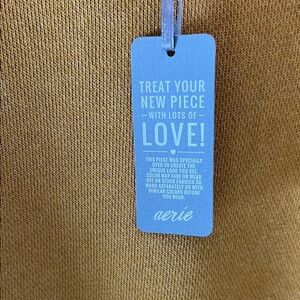 TREAT YOUR
NEW PIECE
WITH LOTS OF
LOVE!
THIS PIECE WAS SPECIALLY
DYED TO CREATE THE
UNIQUE LOOK YOU SEE.
COLOR MAY FADE OR WEAR
OFF ON OTHER FABRICS, SO
WASH SEPARATELY OR WITH
SIMILAR COLORS BEFORE
YOU WEAR.
aerie